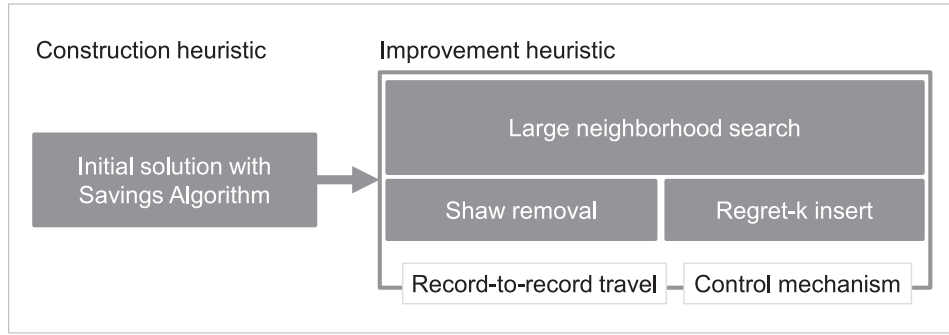 Construction heuristic
Improvement heuristic
Initial solution with
Savings Algorithm
Large neighborhood search
Shaw removal
Regret-k insert
Record-to-record travel
Control mechanism